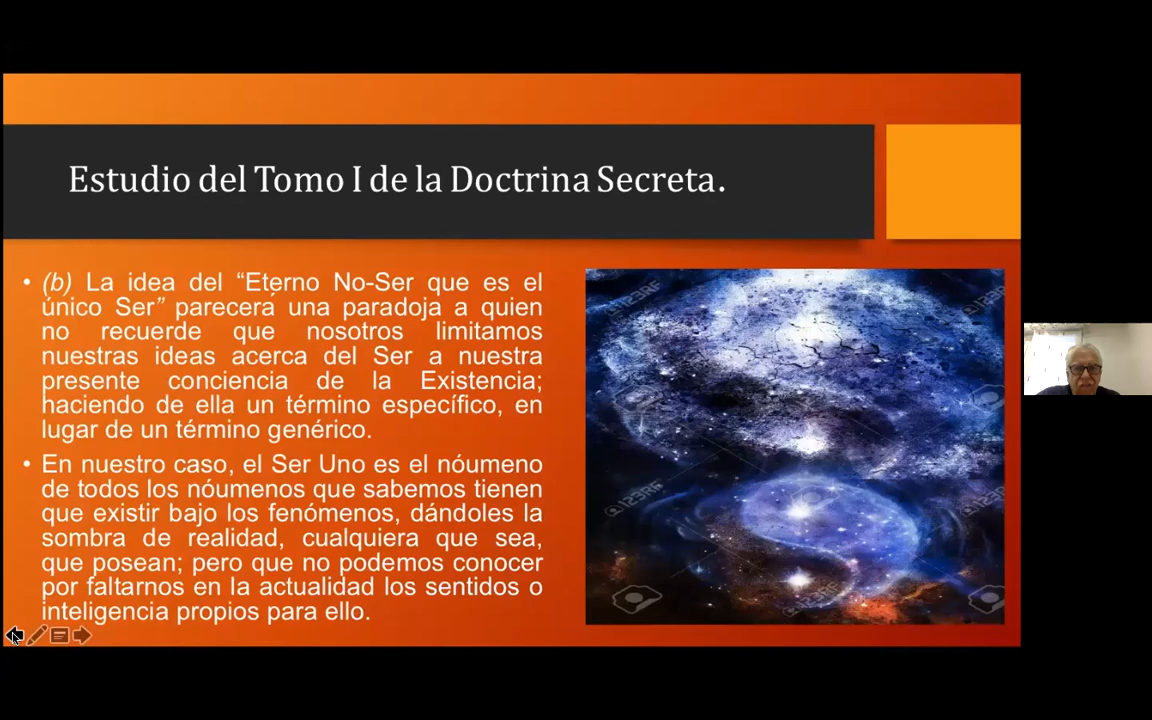 Estudio del Tomo I de la Doctrina Secreta.
• (b) La idea del “Eterno No-Ser que es el
único Ser” parecerá una paradoja a quien
no recuerde que nosotros limitamos
nuestras ideas acerca del Ser a nuestra
presente conciencia de la Existencia;
haciendo de ella un término específico, en
lugar de un término genérico.
• En nuestro caso, el Ser Uno es el nóumeno
de todos los nóumenos que sabemos tienen
que existir bajo los fenómenos, dándoles la
sombra de realidad, cualquiera que sea,
que posean; pero que no podemos conocer
por faltarnos en la actualidad los sentidos o
inteligencia propios para ello.
123RF
123RF
123RF
123RF